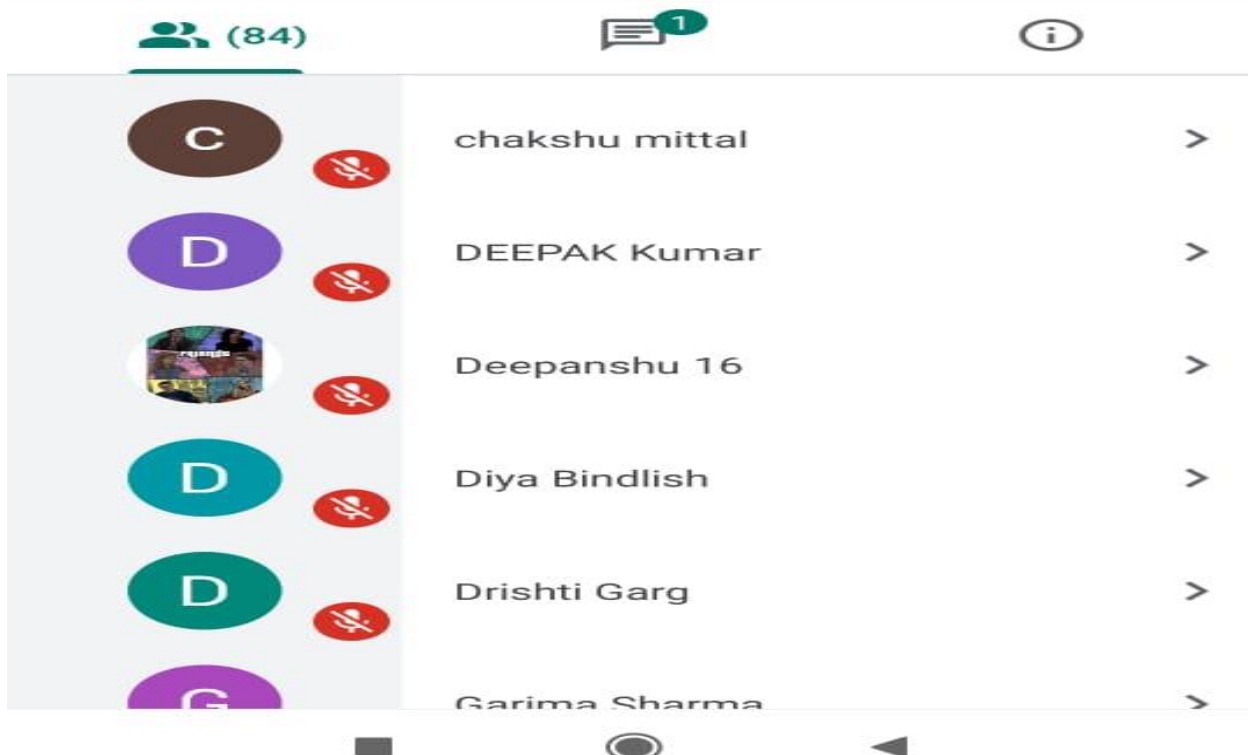 (84)
1
C
chakshu mittal
D
DEEPAK Kumar
Deepanshu 16
D
Diya Bindlish
D
Drishti Garg
G
Garima Sharma